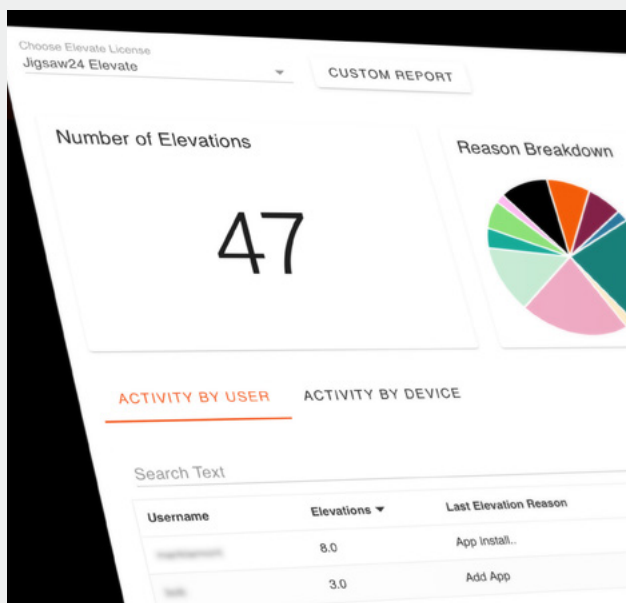 Choose Elevate License
Jigsaw24 Elevate
CUSTOM REPORT
Number of Elevations
Reason Breakdown
47
ACTIVITY BY USER
ACTIVITY BY DEVICE
Search Text
Username Elevations Last Elevation Reason
8.0 App Install..
3.0 Add App